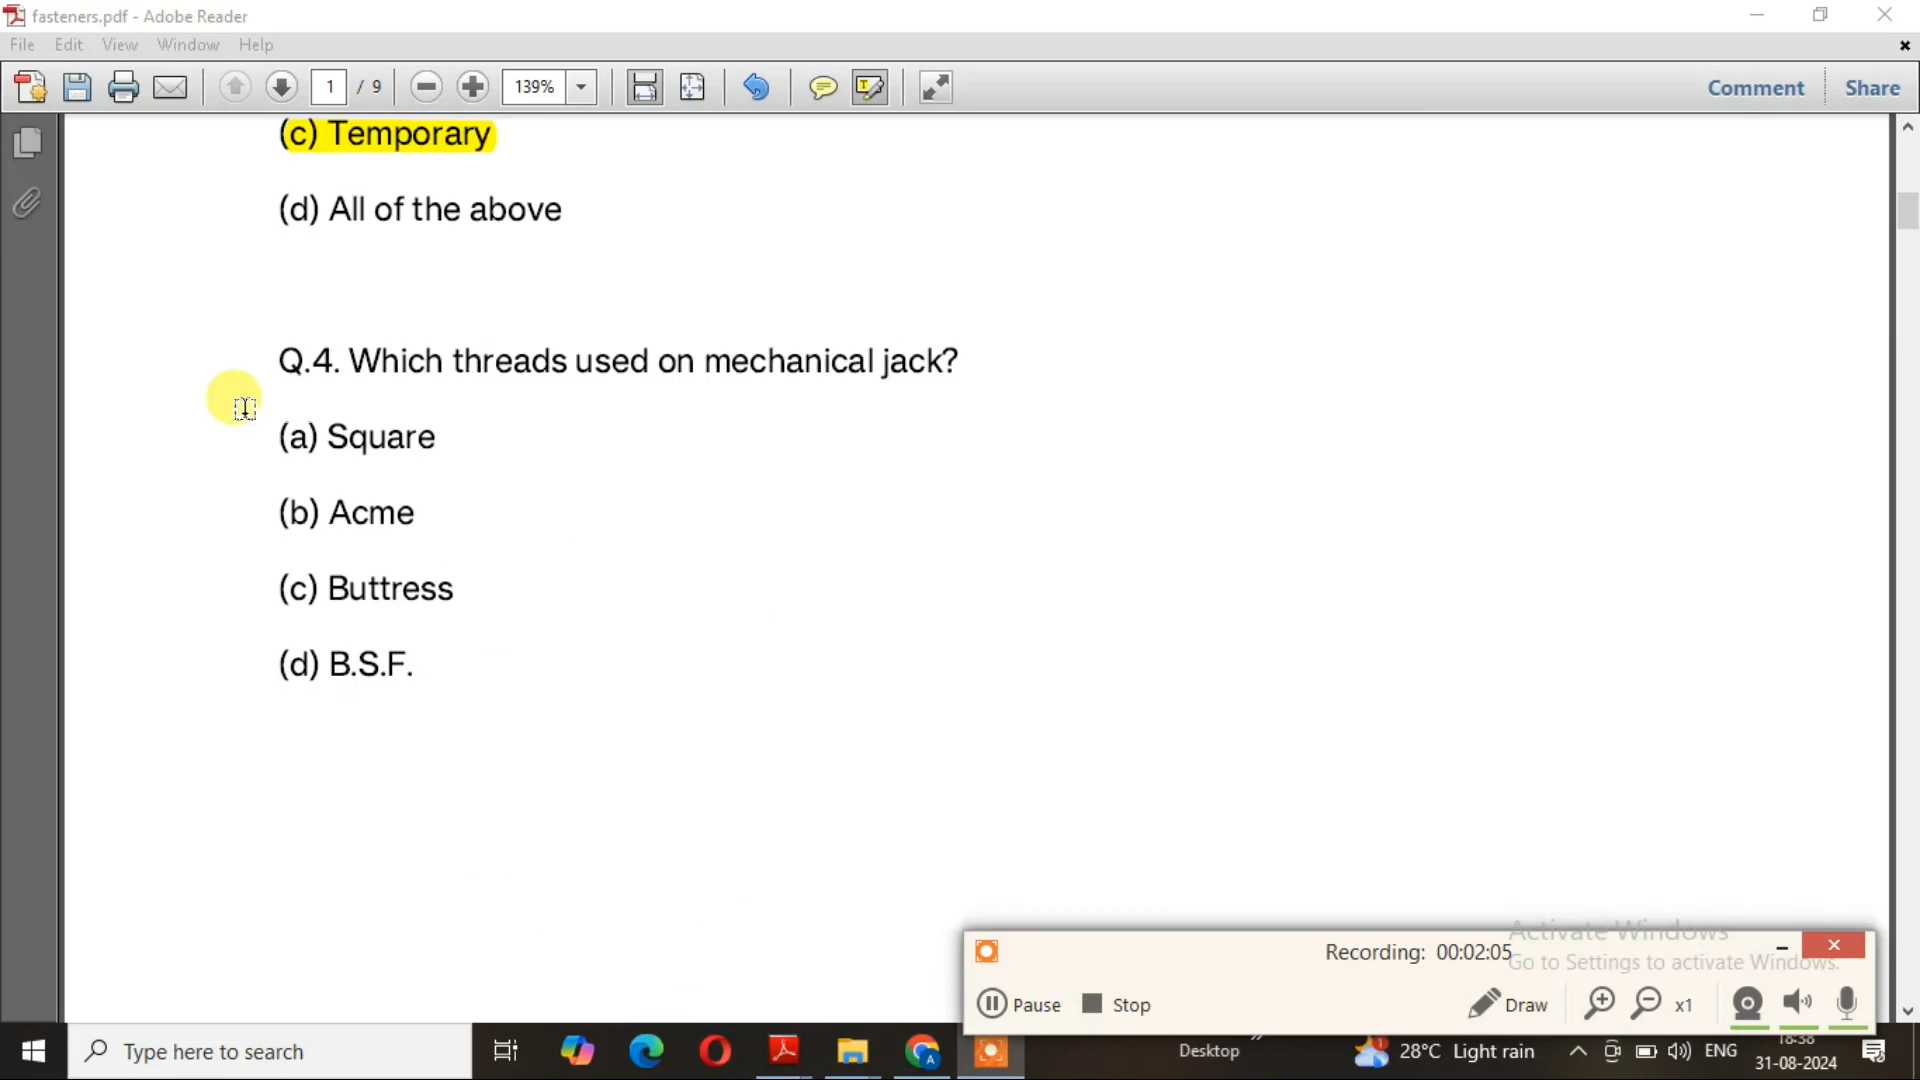 fasteners.pdf - Adobe Reader
File Edit View Window Help
1 / 9 139% Comment Share
(c) Temporary
(d) All of the above
Q.4. Which threads used on mechanical jack?
(a) Square
(b) Acme
(c) Buttress
(d) B.S.F.
Activate Windows
Recording: 00:02:05
Go to Settings to activate Windows.
Pause Stop Draw x1
Type here to search
Desktop
28°C Light rain
ENG
18:38
31-08-2024